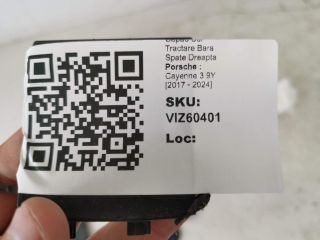 Tractare Bara
Spate Dreapta
Porsche :
Cayenne 3 9Y
[2017 - 2024]
SKU:
VIZ60401
Loc: